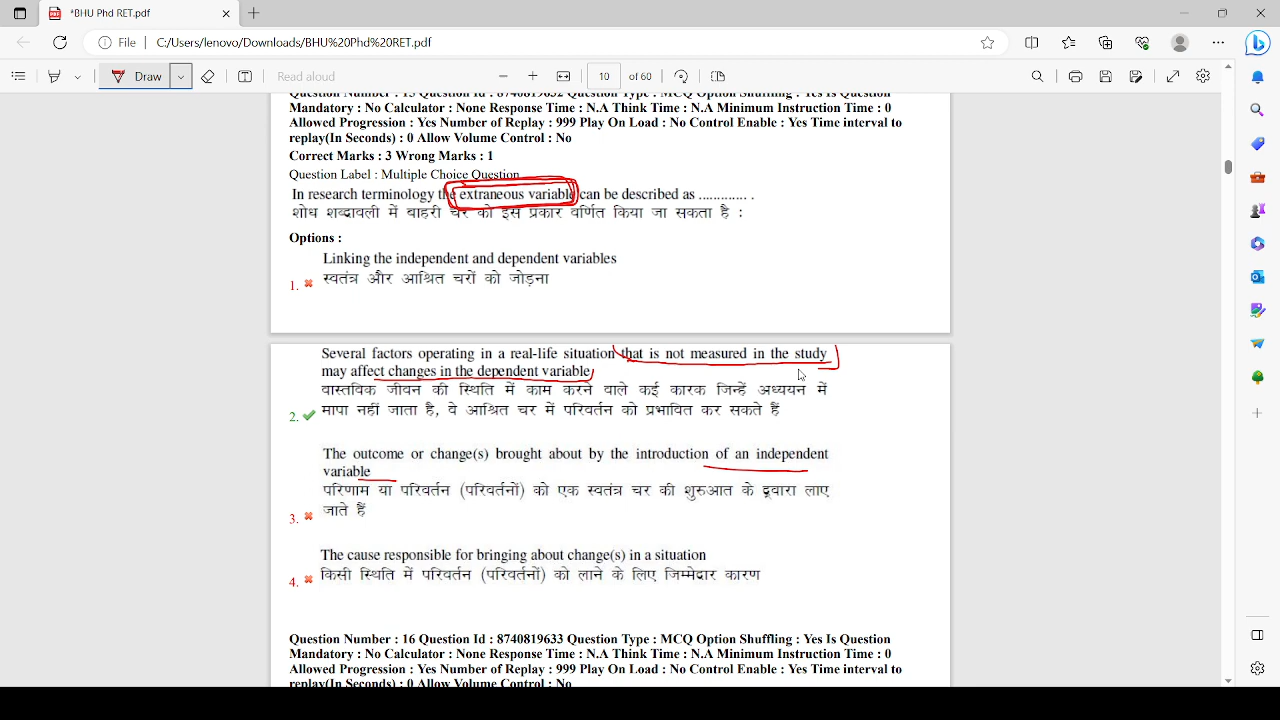 *BHU Phd RET.pdf
File C:/Users/lenovo/Downloads/BHU%20Phd%20RET.pdf
Draw Read aloud 10 of 60
Mandatory : No Calculator : None Response Time : N.A Think Time : N.A Minimum Instruction Time : 0
Allowed Progression : Yes Number of Replay : 999 Play On Load : No Control Enable : Yes Time interval to
replay(In Seconds) : 0 Allow Volume Control : No
Correct Marks : 3 Wrong Marks : 1
Question Label : Multiple Choice Question
In research terminology the extraneous variable can be described as ............. .
शोध शब्दावली में बाहरी चर को इस प्रकार वर्णित किया जा सकता है :
Options :
Linking the independent and dependent variables
स्वतंत्र और आश्रित चरों को जोड़ना
1.
Several factors operating in a real-life situation that is not measured in the study
may affect changes in the dependent variable
वास्तविक जीवन की स्थिति में काम करने वाले कई कारक जिन्हें अध्ययन में
मापा नहीं जाता है, वे आश्रित चर में परिवर्तन को प्रभावित कर सकते हैं
2.
The outcome or change(s) brought about by the introduction of an independent
variable
परिणाम या परिवर्तन (परिवर्तनों) को एक स्वतंत्र चर की शुरुआत के द्वारा लाए
जाते हैं
3.
The cause responsible for bringing about change(s) in a situation
किसी स्थिति में परिवर्तन (परिवर्तनों) को लाने के लिए जिम्मेद्वार कारण
4.
Question Number : 16 Question Id : 8740819633 Question Type : MCQ Option Shuffling : Yes Is Question
Mandatory : No Calculator : None Response Time : N.A Think Time : N.A Minimum Instruction Time : 0
Allowed Progression : Yes Number of Replay : 999 Play On Load : No Control Enable : Yes Time interval to
replay(In Seconds) : 0 Allow Volume Control : No